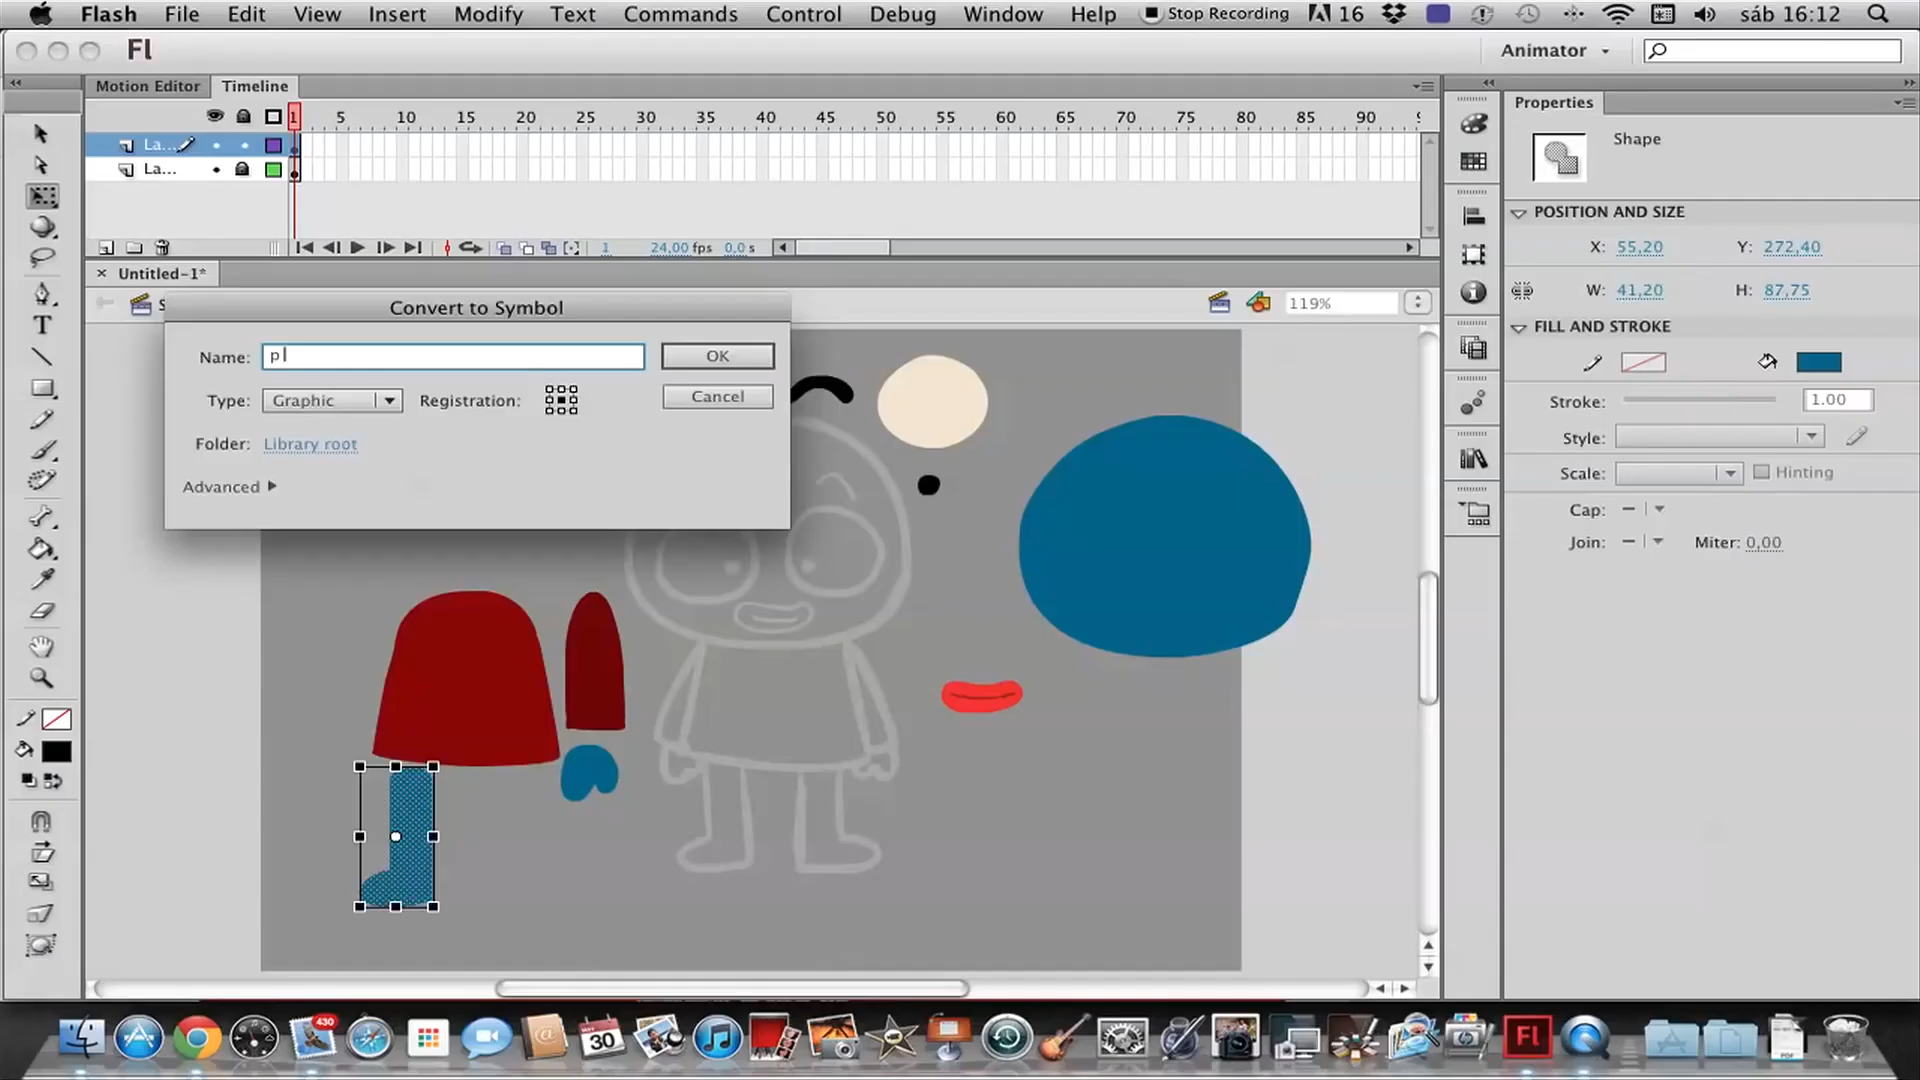 Flash File Edit View Insert Modify Text Commands Control Debug Window Help Stop Recording 16 sáb 16:12
Fl Animator
Motion Editor Timeline
1 5 10 15 20 25 30 35 40 45 50 55 60 65 70 75 80 85 90
La...
La...
1 24,00 fps 0,0 s
Untitled-1*
119%
Convert to Symbol
Name: p
OK
Type: Graphic Registration:
Cancel
Folder: Library root
Advanced
Properties
Shape
POSITION AND SIZE
X: 55,20 Y: 272,40
W: 41,20 H: 87,75
FILL AND STROKE
Stroke: 1.00
Style:
Scale: Hinting
Cap:
Join: Miter: 0,00
T
430
MAY
30
Fl
PDF